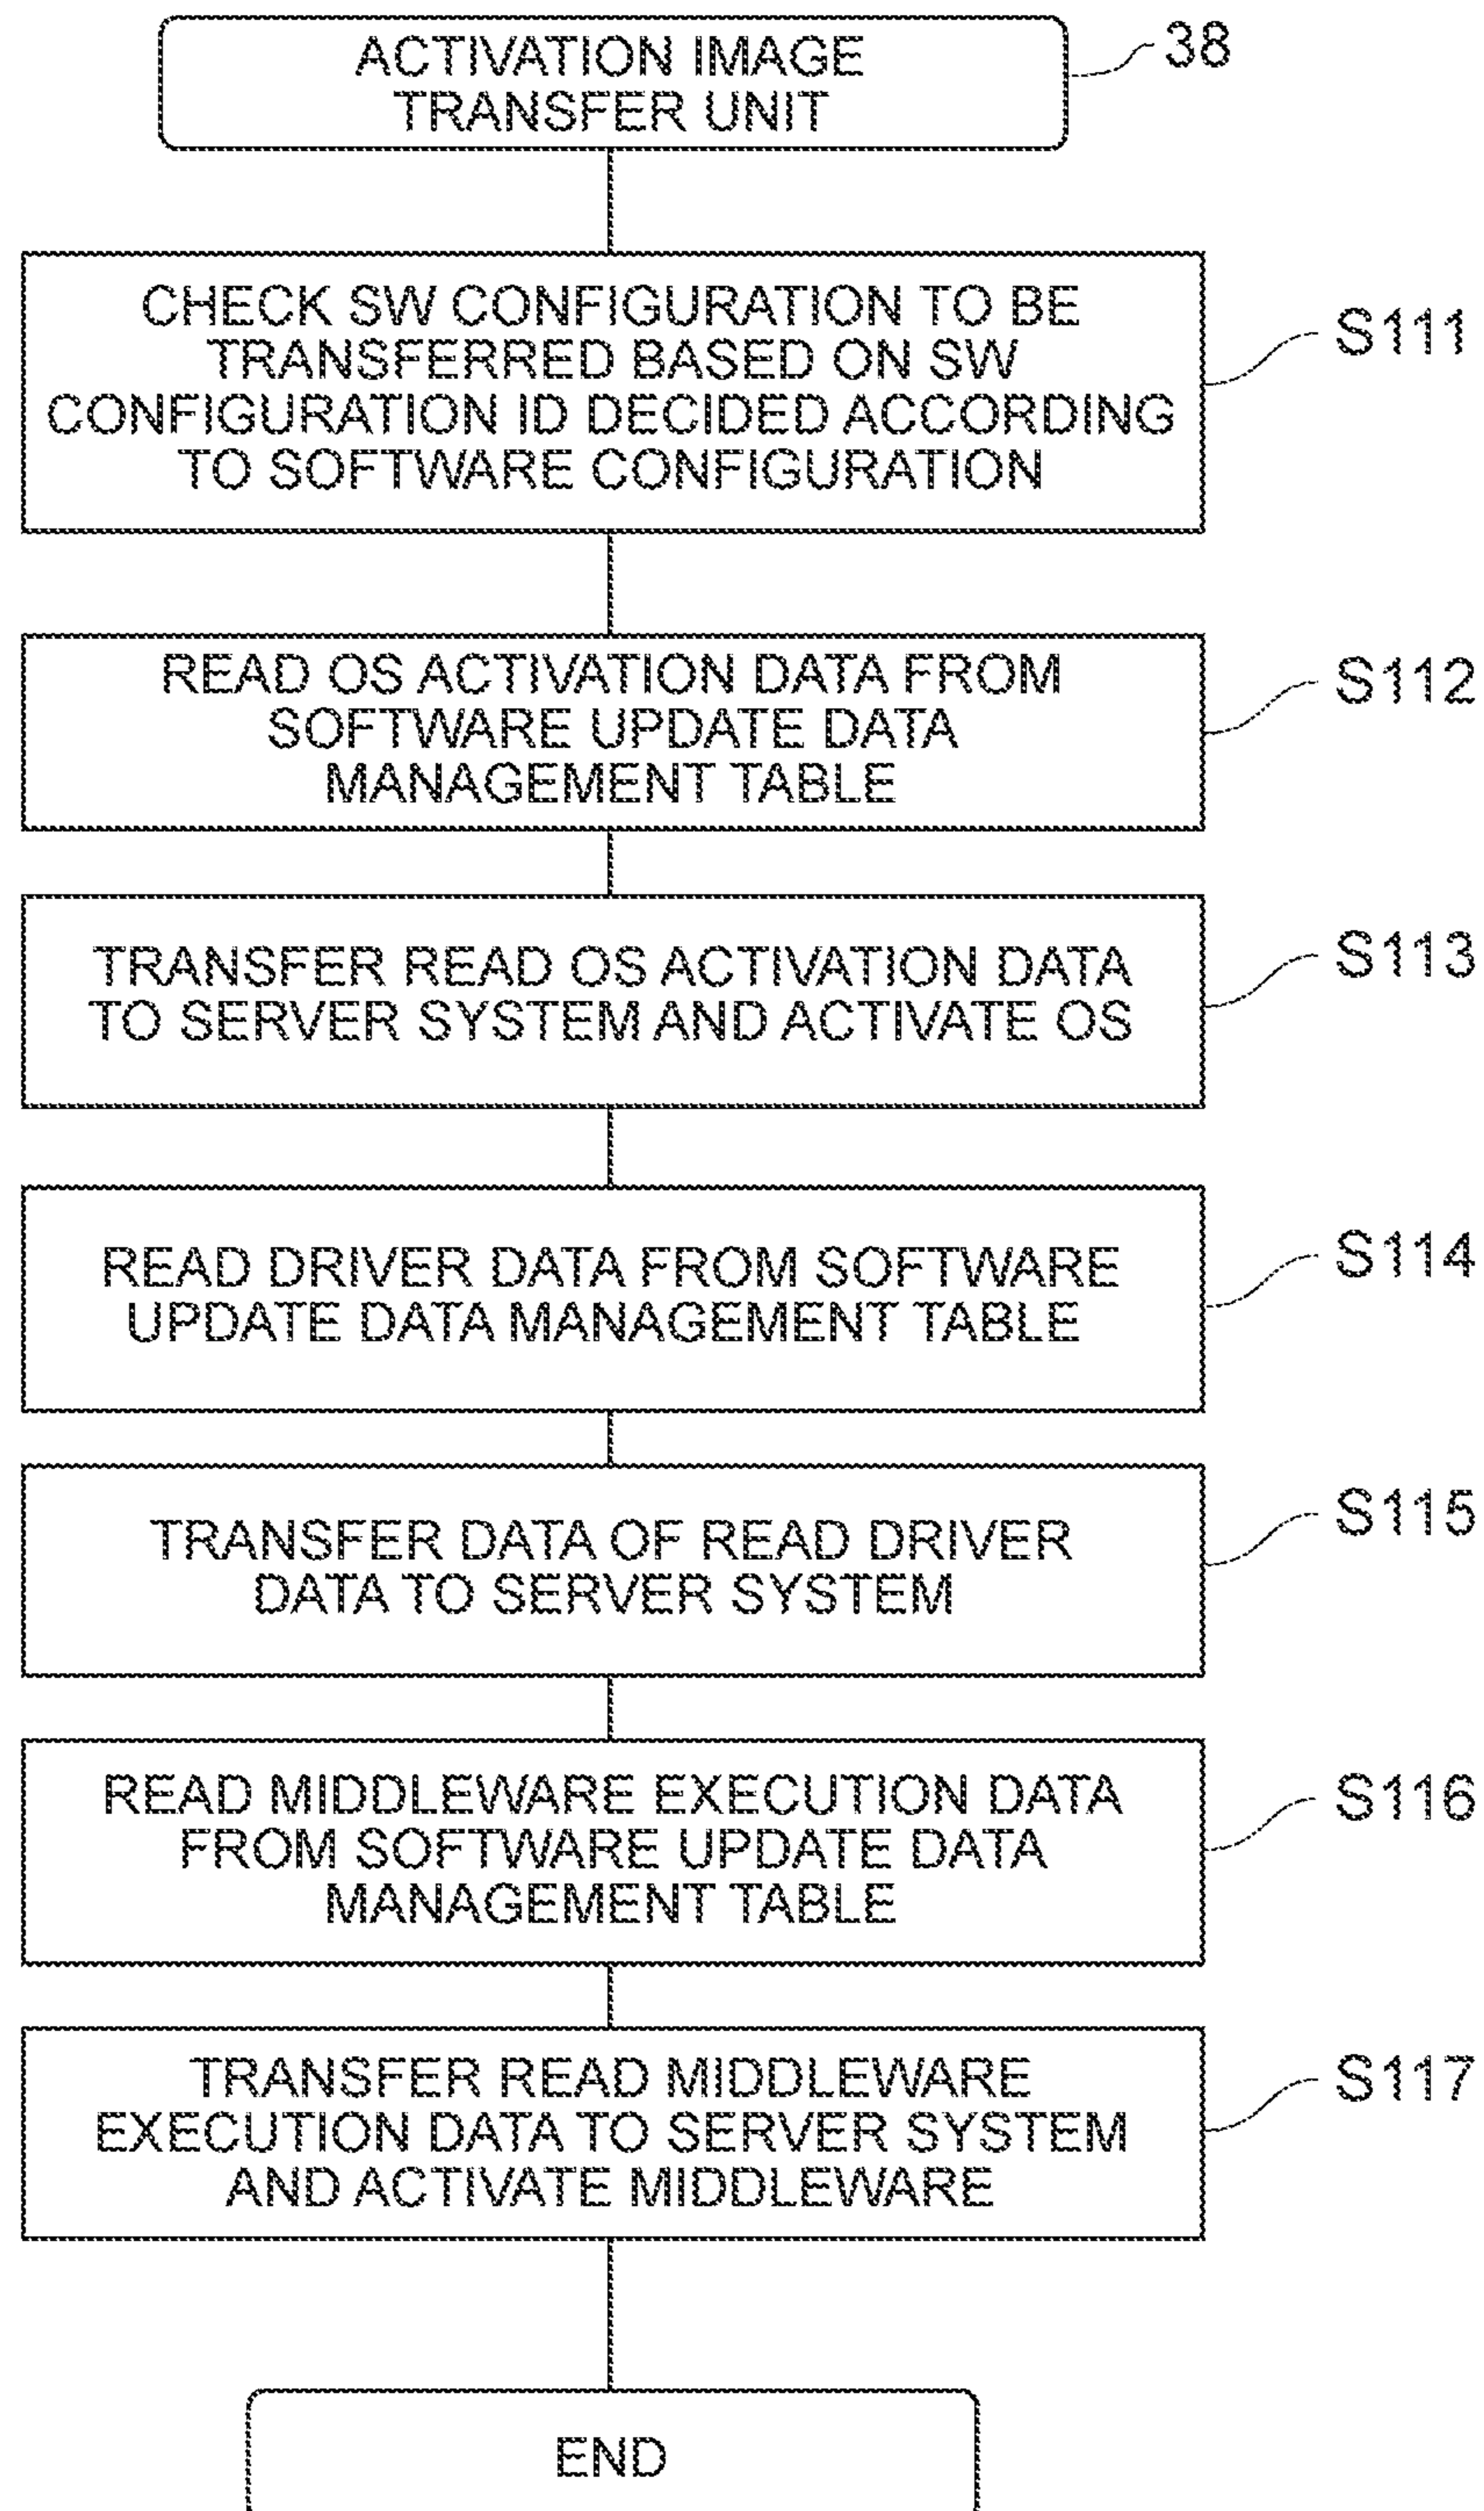 ACTIVATION IMAGE
TRANSFER UNIT
38
CHECK SW CONFIGURATION TO BE
TRANSFERRED BASED ON SW
CONFIGURATION ID DECIDED ACCORDING
TO SOFTWARE CONFIGURATION
S111
READ OS ACTIVATION DATA FROM
SOFTWARE UPDATE DATA
MANAGEMENT TABLE
S112
TRANSFER READ OS ACTIVATION DATA
TO SERVER SYSTEM AND ACTIVATE OS
S113
READ DRIVER DATA FROM SOFTWARE
UPDATE DATA MANAGEMENT TABLE
S114
TRANSFER DATA OF READ DRIVER
DATA TO SERVER SYSTEM
S115
READ MIDDLEWARE EXECUTION DATA
FROM SOFTWARE UPDATE DATA
MANAGEMENT TABLE
S116
TRANSFER READ MIDDLEWARE
EXECUTION DATA TO SERVER SYSTEM
AND ACTIVATE MIDDLEWARE
S117
END